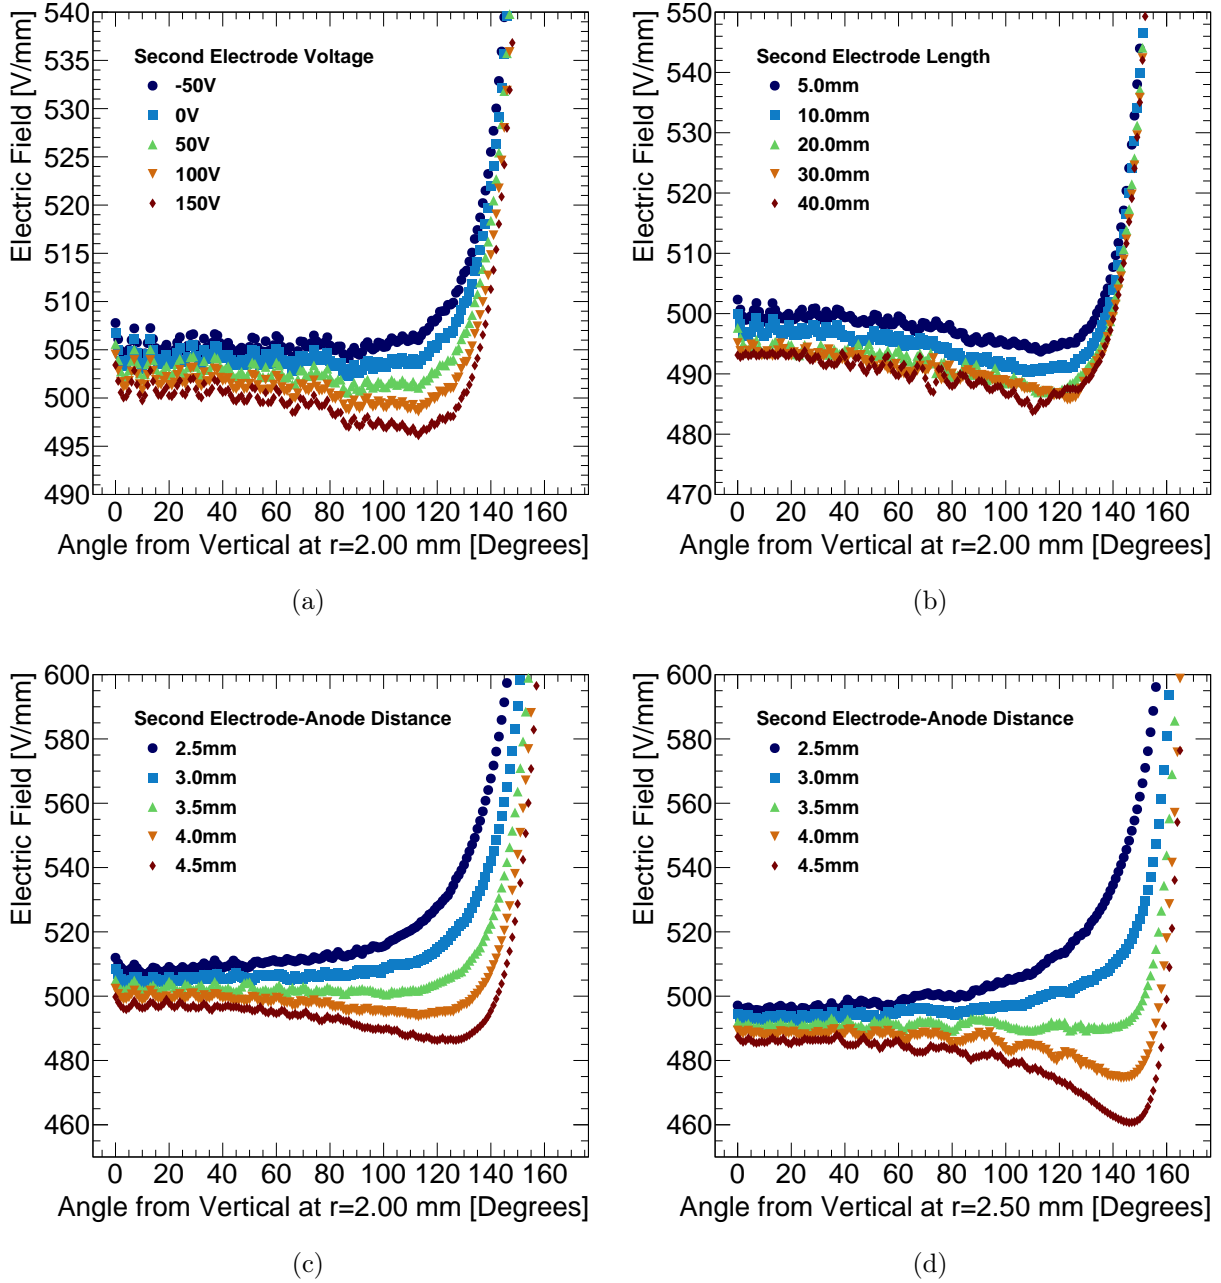 Electric Field [V/mm]
540
535
530
525
520
515
510
505
500
495
490
Second Electrode Voltage
-50V
0V
50V
100V
150V
0 20 40 60 80 100 120 140 160
Angle from Vertical at r=2.00 mm [Degrees]
(a)
Electric Field [V/mm]
550
540
530
520
510
500
490
480
470
Second Electrode Length
5.0mm
10.0mm
20.0mm
30.0mm
40.0mm
0 20 40 60 80 100 120 140 160
Angle from Vertical at r=2.00 mm [Degrees]
(b)
Electric Field [V/mm]
600
580
560
540
520
500
480
460
Second Electrode-Anode Distance
2.5mm
3.0mm
3.5mm
4.0mm
4.5mm
0 20 40 60 80 100 120 140 160
Angle from Vertical at r=2.00 mm [Degrees]
(c)
Electric Field [V/mm]
600
580
560
540
520
500
480
460
Second Electrode-Anode Distance
2.5mm
3.0mm
3.5mm
4.0mm
4.5mm
0 20 40 60 80 100 120 140 160
Angle from Vertical at r=2.50 mm [Degrees]
(d)